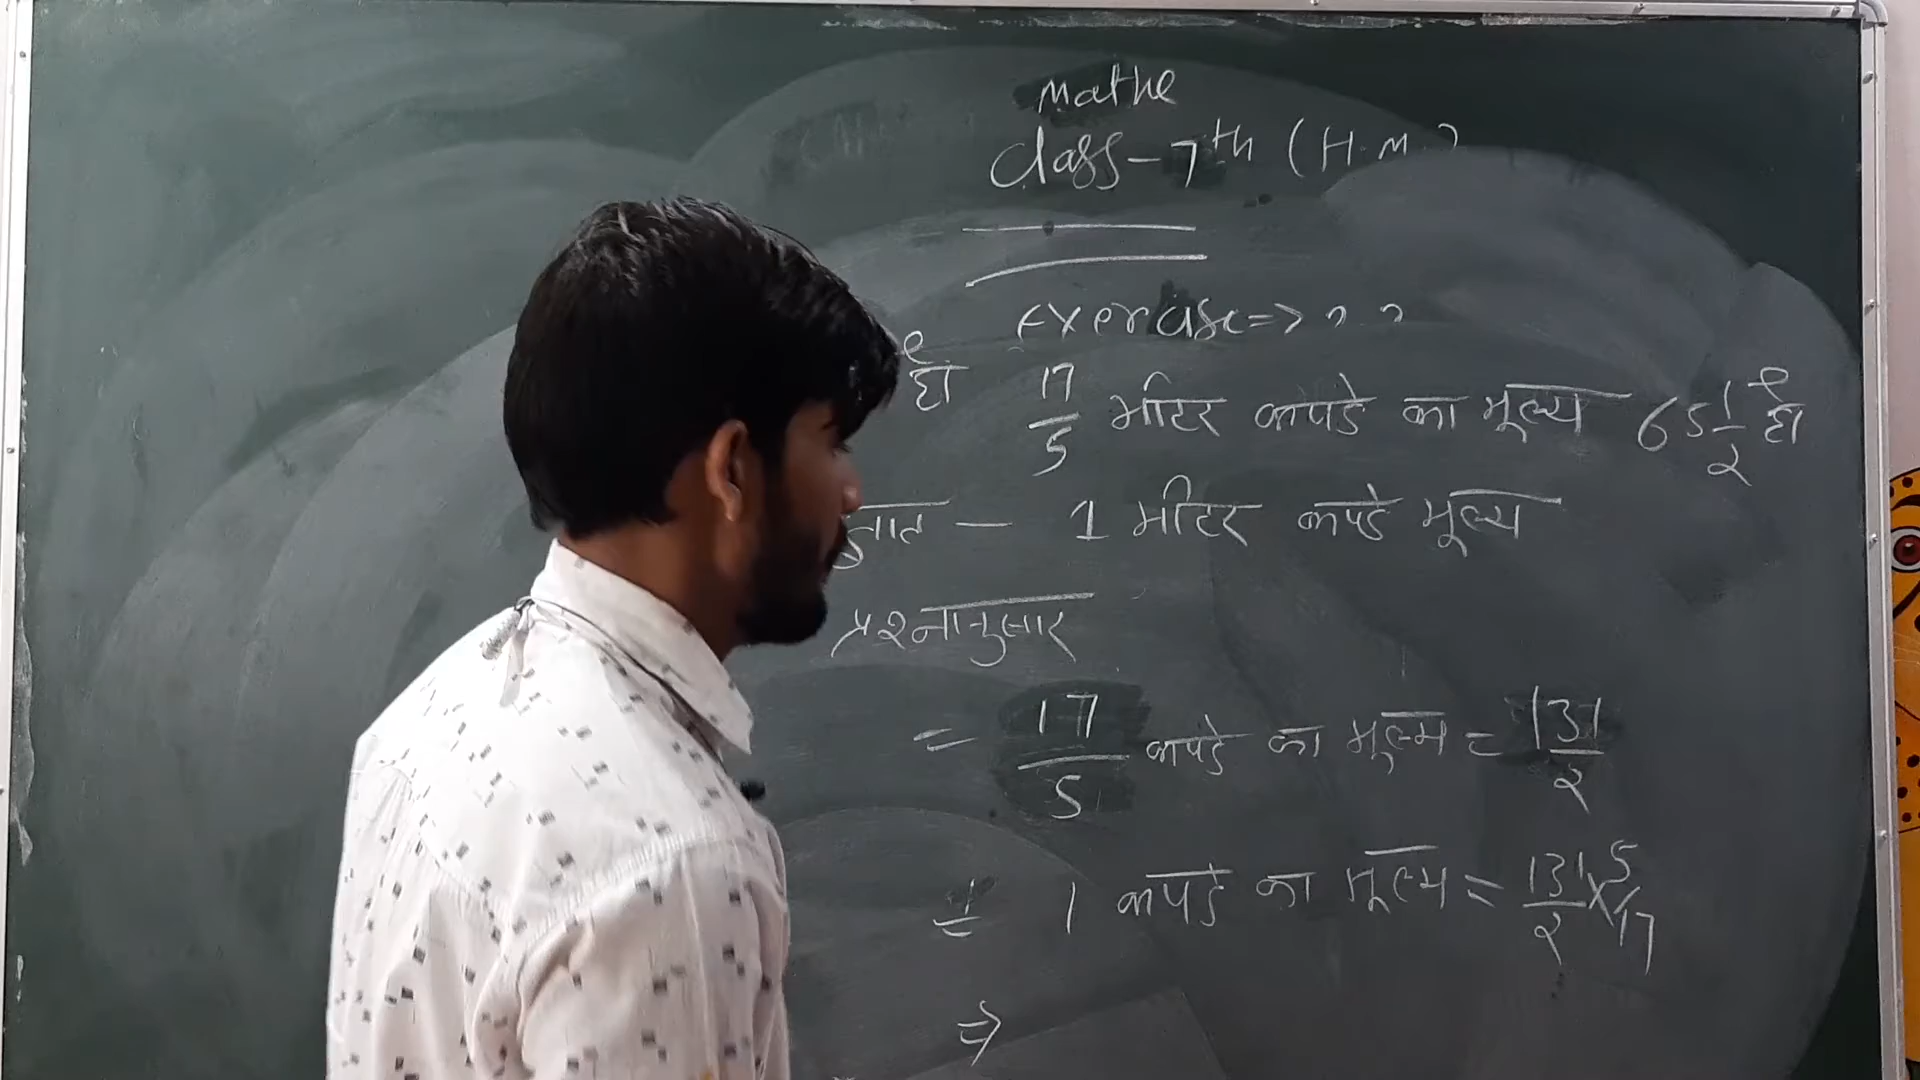 Mathe
Class-7th (H.M.)
Exercise=> 2.2
है। 17/5 मीटर कपड़े का मूल्य 65 1/2 है।
ज्ञात — 1 मीटर कपड़े मूल्य
प्रश्नानुसार
= 17/5 कपड़े का मूल्य = 131/2
= 1 कपड़े का मूल्य = 131/2 × 5/17
⇒